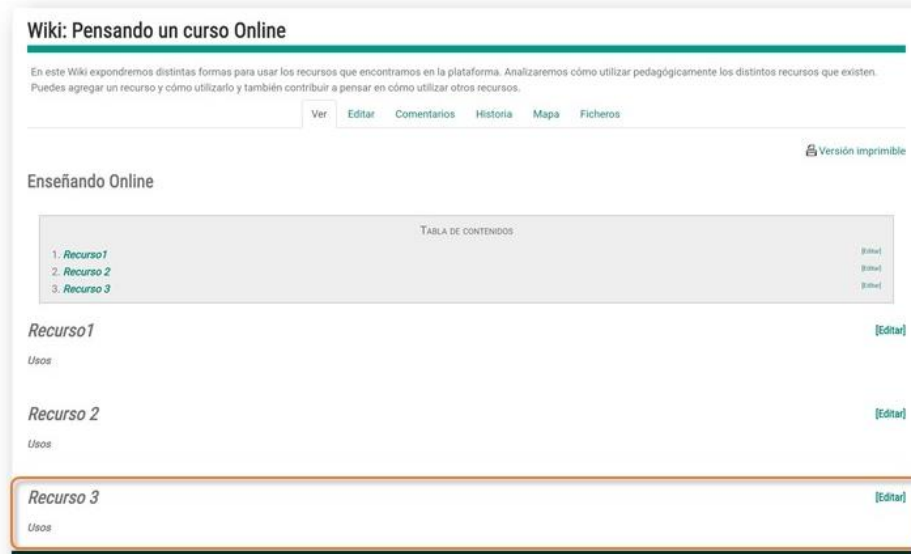 Wiki: Pensando un curso Online
En este Wiki expondremos distintas formas para usar los recursos que encontramos en la plataforma. Analizaremos cómo utilizar pedagógicamente los distintos recursos que existen.
Puedes agregar un recurso y cómo utilizarlo y también contribuir a pensar en cómo utilizar otros recursos.
Ver Editar Comentarios Historia Mapa Ficheros
Versión imprimible
Enseñando Online
TABLA DE CONTENIDOS
1. Recurso1 [Editar]
2. Recurso 2 [Editar]
3. Recurso 3 [Editar]
Recurso1 [Editar]
Usos
Recurso 2 [Editar]
Usos
Recurso 3 [Editar]
Usos